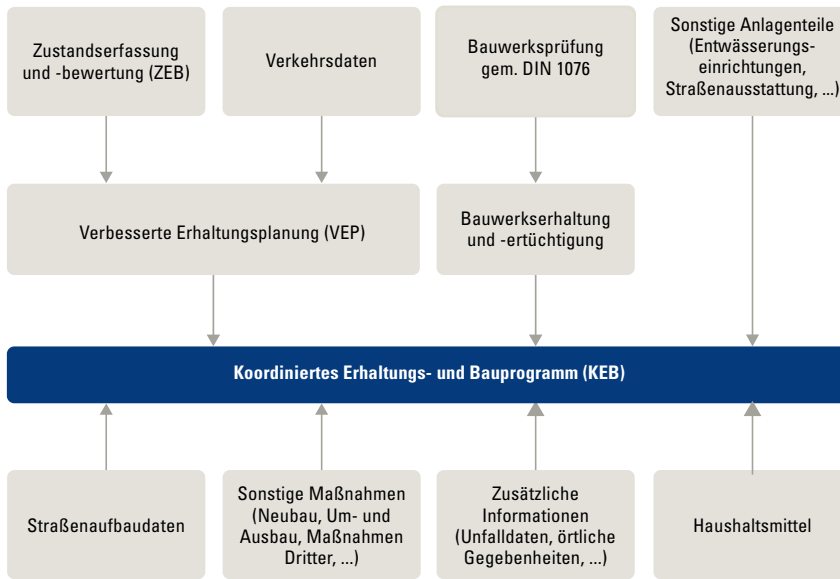 Zustandserfassung
und -bewertung (ZEB)
Verkehrsdaten
Bauwerksprüfung
gem. DIN 1076
Sonstige Anlagenteile
(Entwässerungs-
einrichtungen,
Straßenausstattung, ...)
Verbesserte Erhaltungsplanung (VEP)
Bauwerkserhaltung
und -ertüchtigung
Koordiniertes Erhaltungs- und Bauprogramm (KEB)
Straßenaufbaudaten
Sonstige Maßnahmen
(Neubau, Um- und
Ausbau, Maßnahmen
Dritter, ...)
Zusätzliche
Informationen
(Unfalldaten, örtliche
Gegebenheiten, ...)
Haushaltsmittel